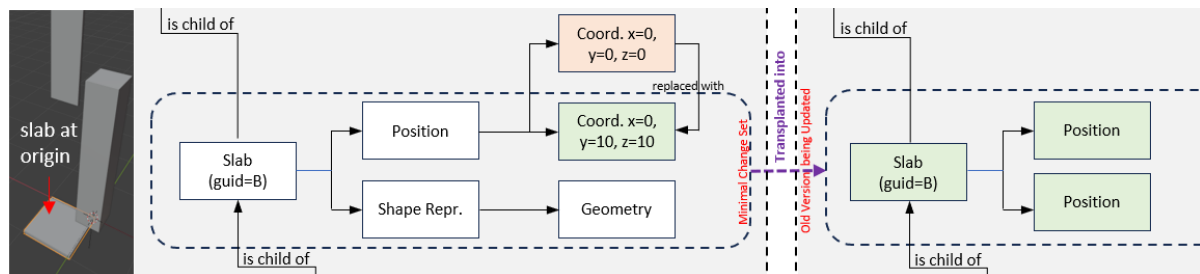 slab at
origin
is child of
Slab
(guid=B)
is child of
Position
Shape Repr.
Coord. x=0,
y=0, z=0
replaced with
Coord. x=0,
y=10, z=10
Geometry
Minimal Change Set
Transplanted into
Old Version being Updated
is child of
Slab
(guid=B)
is child of
Position
Position